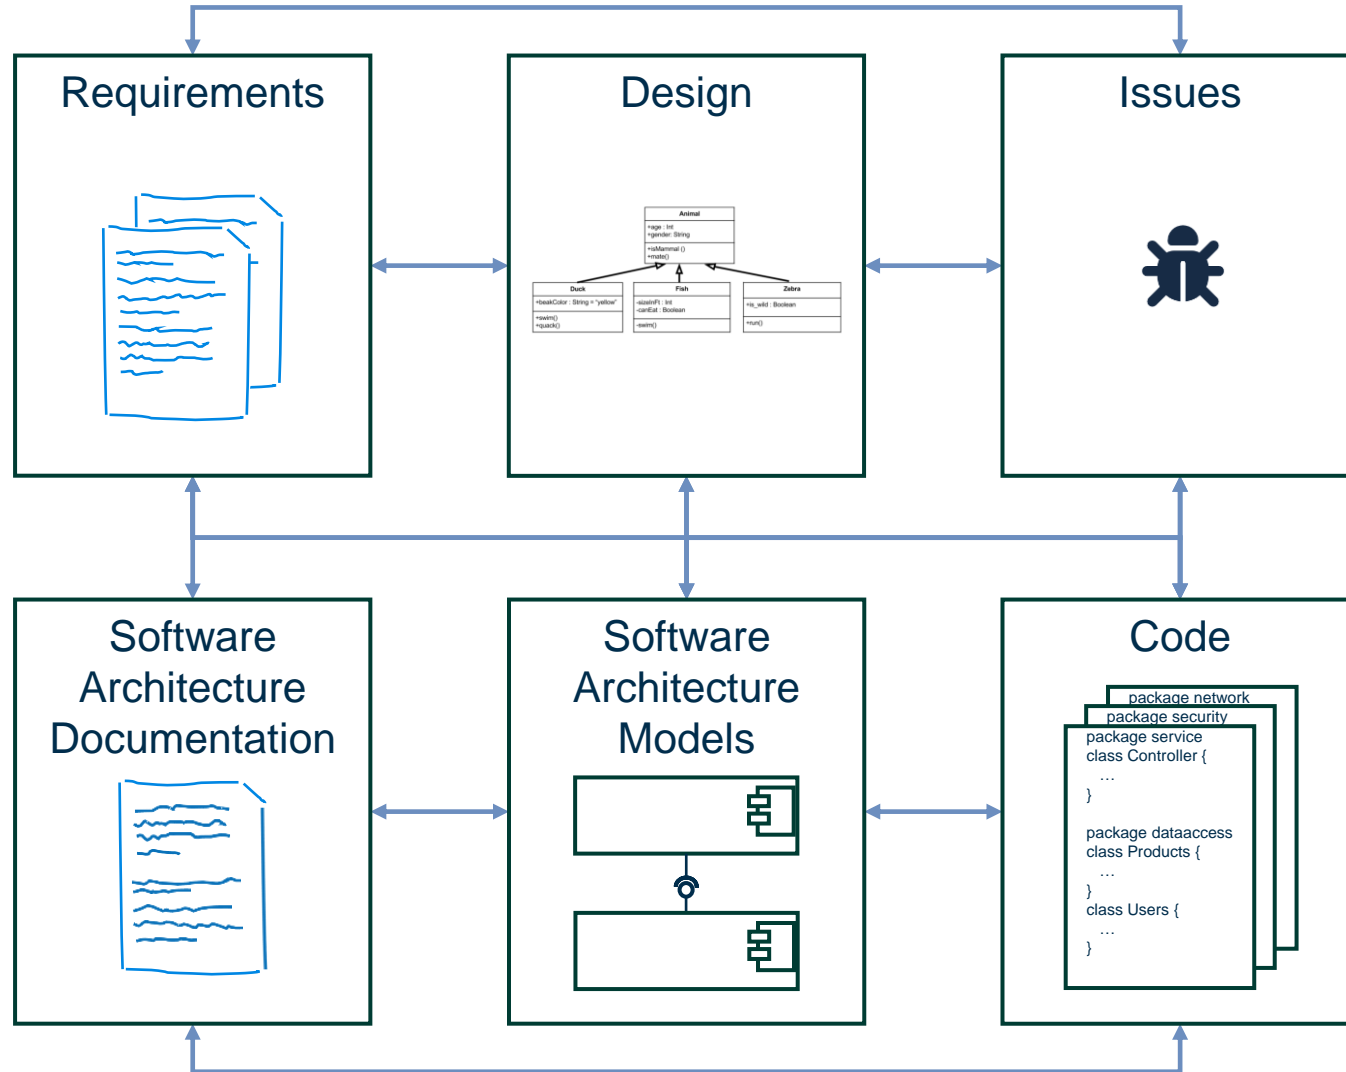 Requirements
Design
Animal
+age : Int
+gender: String
+isMammal ()
+mate()
Duck
+beakColor : String = "yellow"
+swim()
+quack()
Fish
-sizeInFt : Int
-canEat : Boolean
-swim()
Zebra
+is_wild : Boolean
+run()
Issues
Software
Architecture
Documentation
Software
Architecture
Models
Code
package network
package security
package service
class Controller {
…
}
package dataaccess
class Products {
…
}
class Users {
…
}